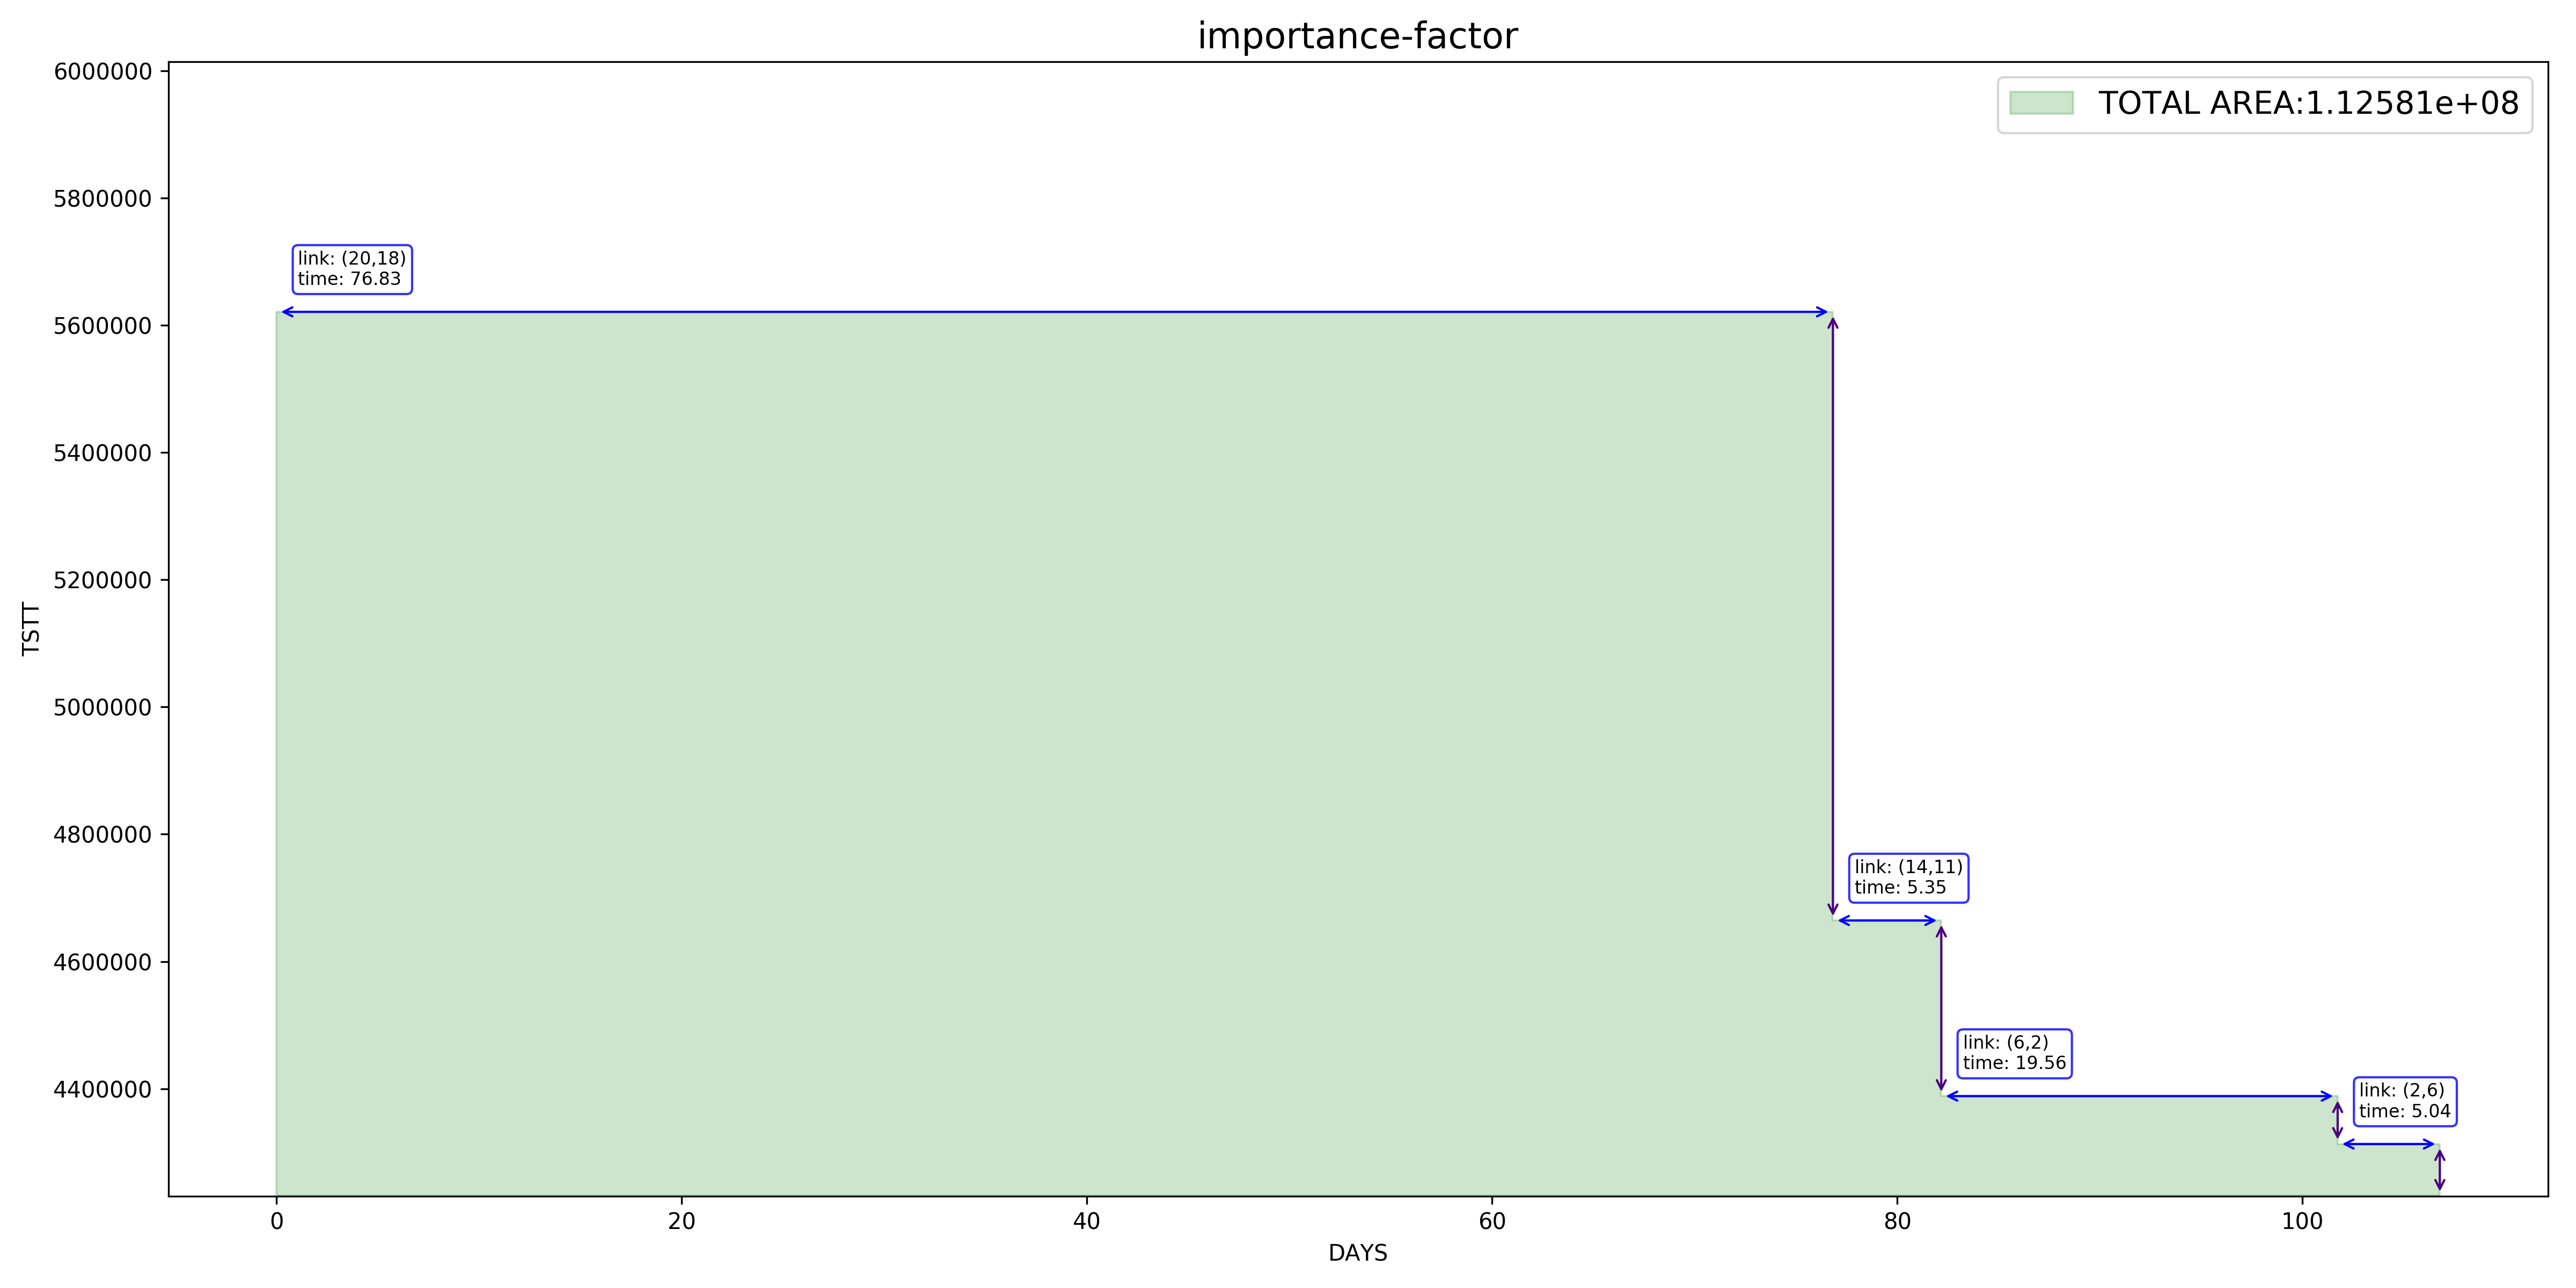 importance-factor
TOTAL AREA:1.12581e+08
6000000
5800000
5600000
5400000
5200000
5000000
4800000
4600000
4400000
TSTT
link: (20,18)
time: 76.83
link: (14,11)
time: 5.35
link: (6,2)
time: 19.56
link: (2,6)
time: 5.04
0
20
40
60
80
100
DAYS